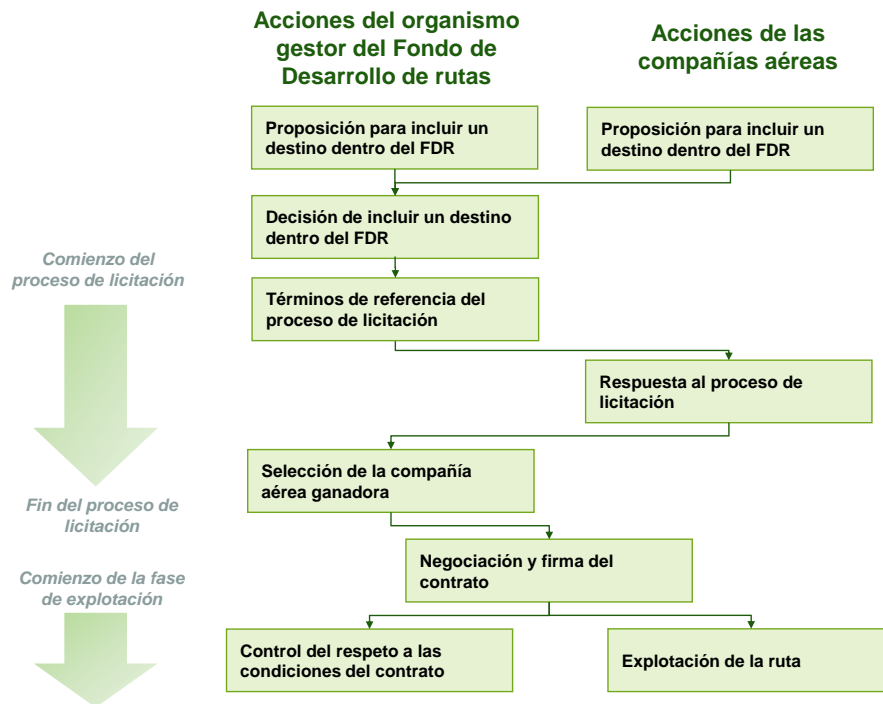 Acciones del organismo
gestor del Fondo de
Desarrollo de rutas
Acciones de las
compañías aéreas
Proposición para incluir un
destino dentro del FDR
Proposición para incluir un
destino dentro del FDR
Decisión de incluir un destino
dentro del FDR
Comienzo del
proceso de licitación
Términos de referencia del
proceso de licitación
Respuesta al proceso de
licitación
Selección de la compañía
aérea ganadora
Fin del proceso de
licitación
Negociación y firma del
contrato
Comienzo de la fase
de explotación
Control del respeto a las
condiciones del contrato
Explotación de la ruta